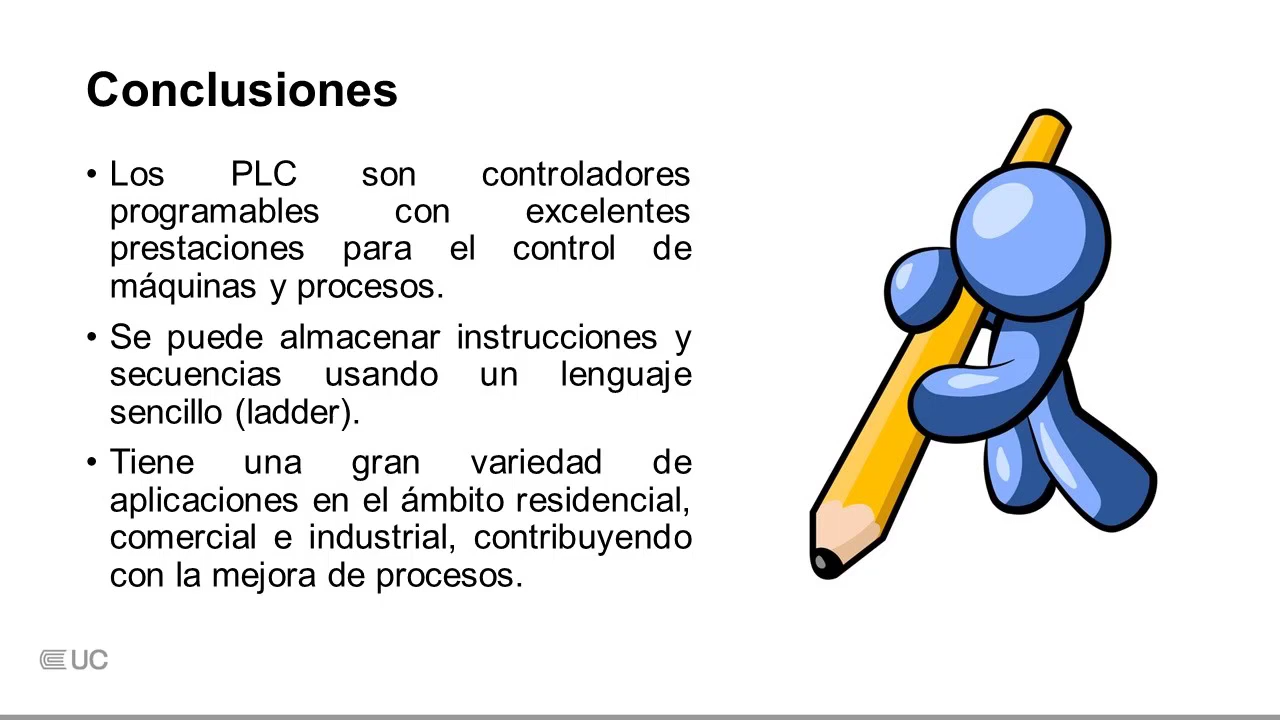 Conclusiones
• Los PLC son controladores
programables con excelentes
prestaciones para el control de
máquinas y procesos.
• Se puede almacenar instrucciones y
secuencias usando un lenguaje
sencillo (ladder).
• Tiene una gran variedad de
aplicaciones en el ámbito residencial,
comercial e industrial, contribuyendo
con la mejora de procesos.
UC